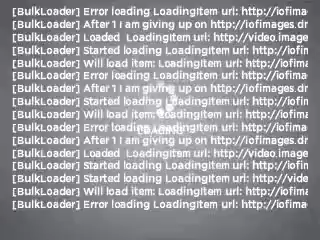 [BulkLoader] Error loading LoadingItem url: http://iofima
[BulkLoader] After 1 I am giving up on http://iofimages.dr
[BulkLoader] Loaded LoadingItem url: http://video.image
[BulkLoader] Started loading LoadingItem url: http://iofin
[BulkLoader] Will load item: LoadingItem url: http://iofima
[BulkLoader] Error loading LoadingItem url: http://iofima
[BulkLoader] After 1 I am giving up on http://iofimages.dr
[BulkLoader] Started loading LoadingItem url: http://iofin
[BulkLoader] Will load item: LoadingItem url: http://iofima
[BulkLoader] Error loading LoadingItem url: http://iofima
LOADING
[BulkLoader] After 1 I am giving up on http://iofimages.dr
[BulkLoader] Loaded LoadingItem url: http://video.image
[BulkLoader] Started loading LoadingItem url: http://iofin
[BulkLoader] Started loading LoadingItem url: http://iofin
[BulkLoader] Will load item: LoadingItem url: http://iofima
[BulkLoader] Error loading LoadingItem url: http://iofima